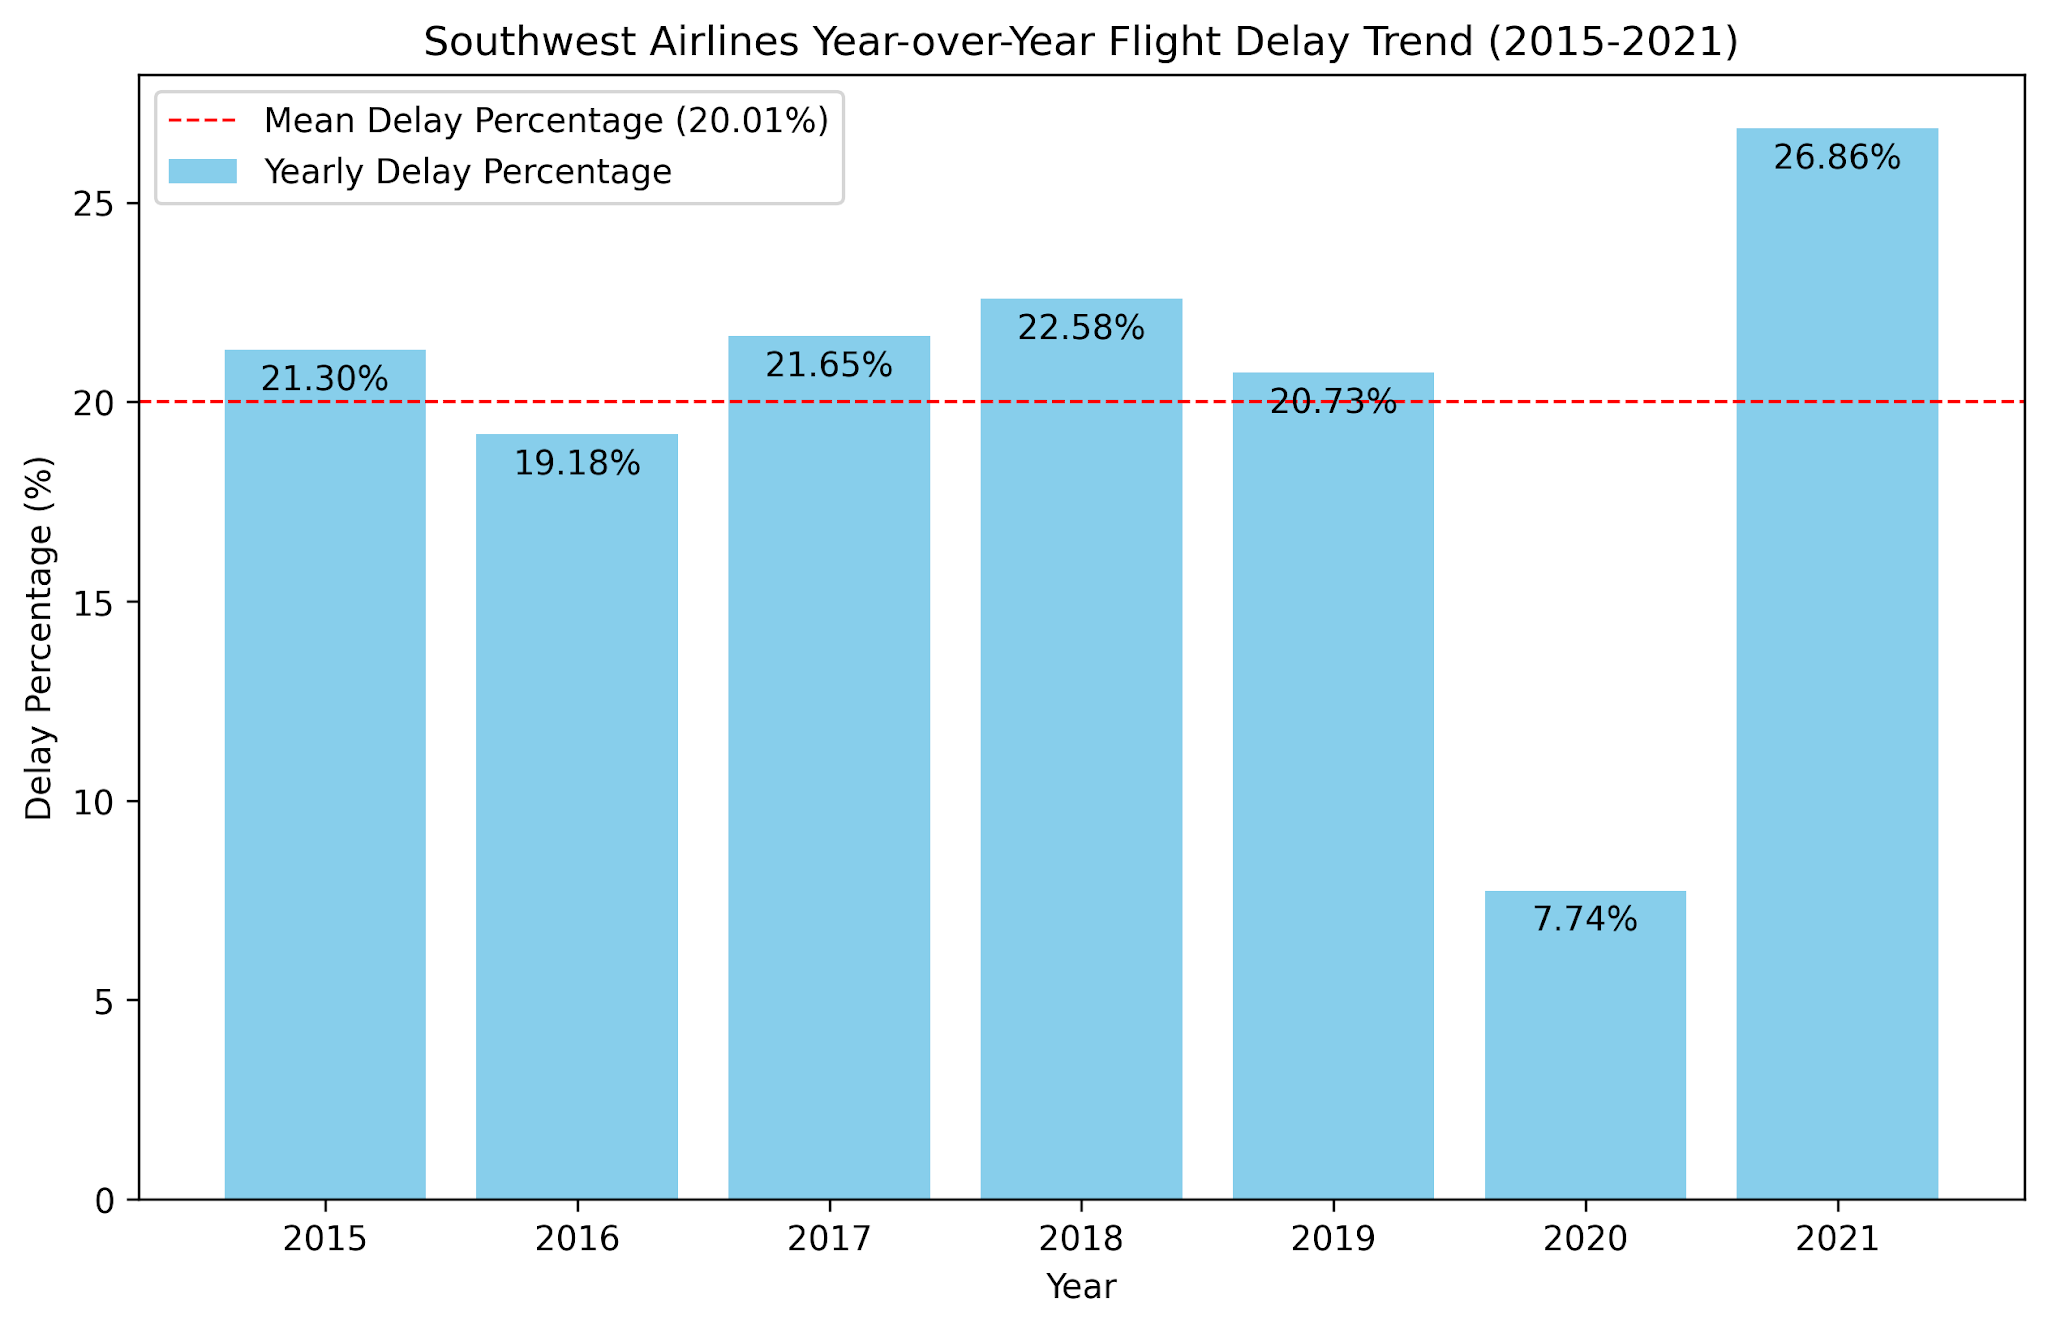 Southwest Airlines Year-over-Year Flight Delay Trend (2015-2021)
Mean Delay Percentage (20.01%)
Yearly Delay Percentage
Delay Percentage (%)
25
20
15
10
5
0
21.30%
19.18%
21.65%
22.58%
20.73%
7.74%
26.86%
2015 2016 2017 2018 2019 2020 2021
Year